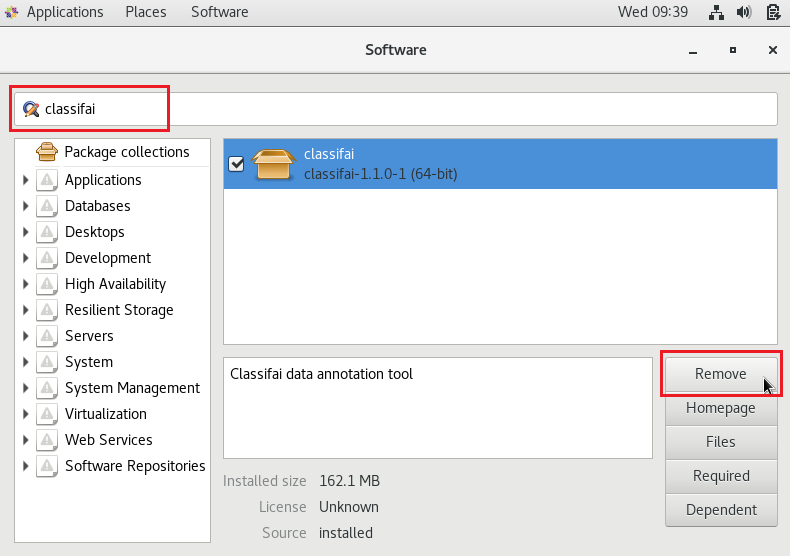 Applications Places Software Wed 09:39
Software
classifai
Package collections
Applications
Databases
Desktops
Development
High Availability
Resilient Storage
Servers
System
System Management
Virtualization
Web Services
Software Repositories
classifai
classifai-1.1.0-1 (64-bit)
Classifai data annotation tool
Installed size 162.1 MB
License Unknown
Source installed
Remove
Homepage
Files
Required
Dependent